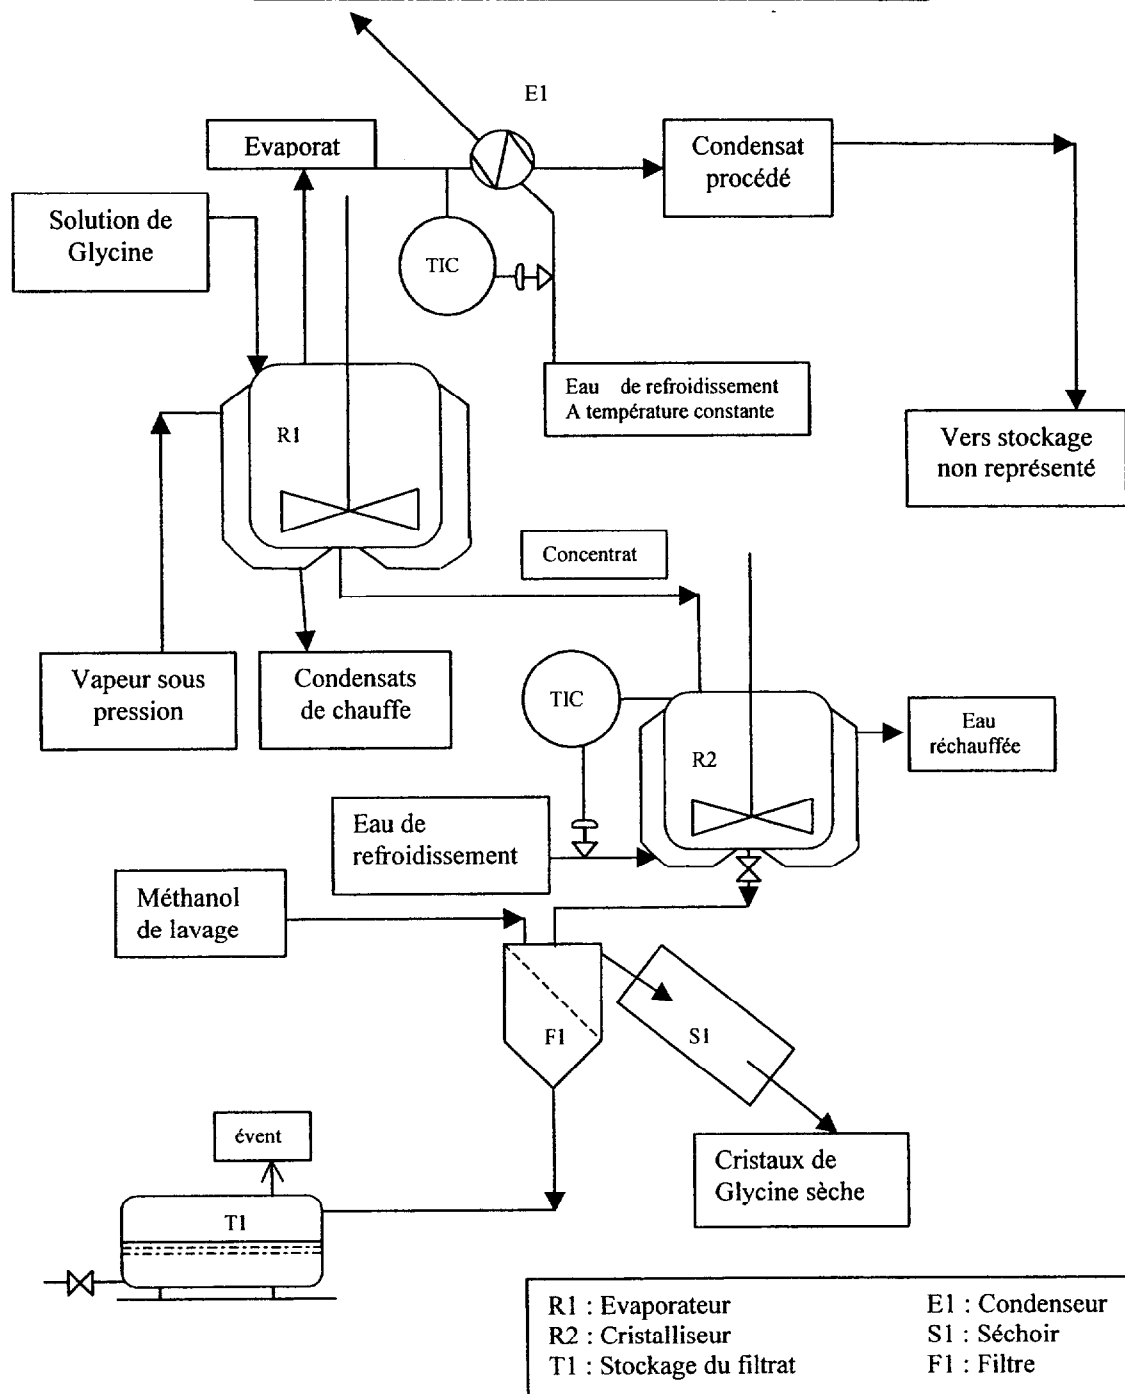 E1
Evaporat
Condensat
procédé
Solution de
Glycine
TIC
Eau de refroidissement
A température constante
R1
Vers stockage
non représenté
Concentrat
Vapeur sous
pression
Condensats
de chauffe
TIC
R2
Eau
réchauffée
Eau de
refroidissement
Méthanol
de lavage
F1
S1
évent
T1
Cristaux de
Glycine sèche
R1 : Evaporateur
E1 : Condenseur
R2 : Cristalliseur
S1 : Séchoir
T1 : Stockage du filtrat
F1 : Filtre